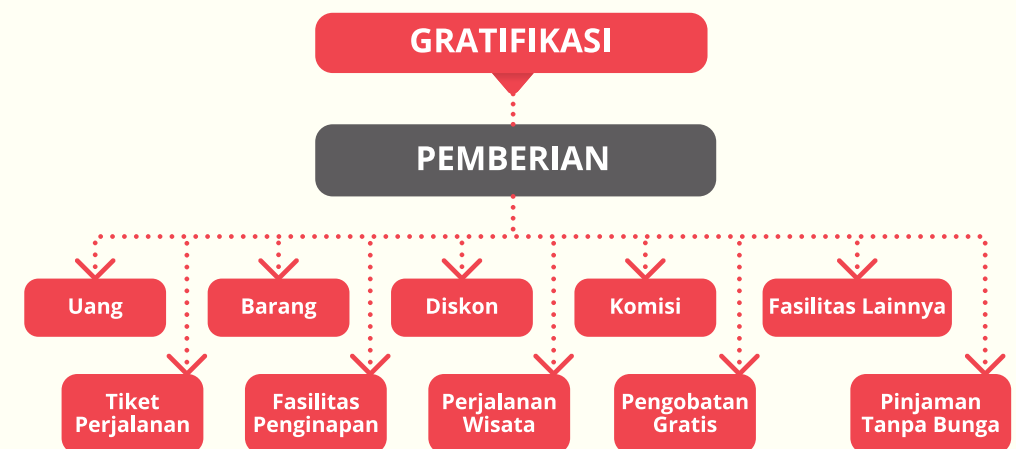 GRATIFIKASI
PEMBERIAN
Uang
Barang
Diskon
Komisi
Fasilitas Lainnya
Tiket
Perjalanan
Fasilitas
Penginapan
Perjalanan
Wisata
Pengobatan
Gratis
Pinjaman
Tanpa Bunga